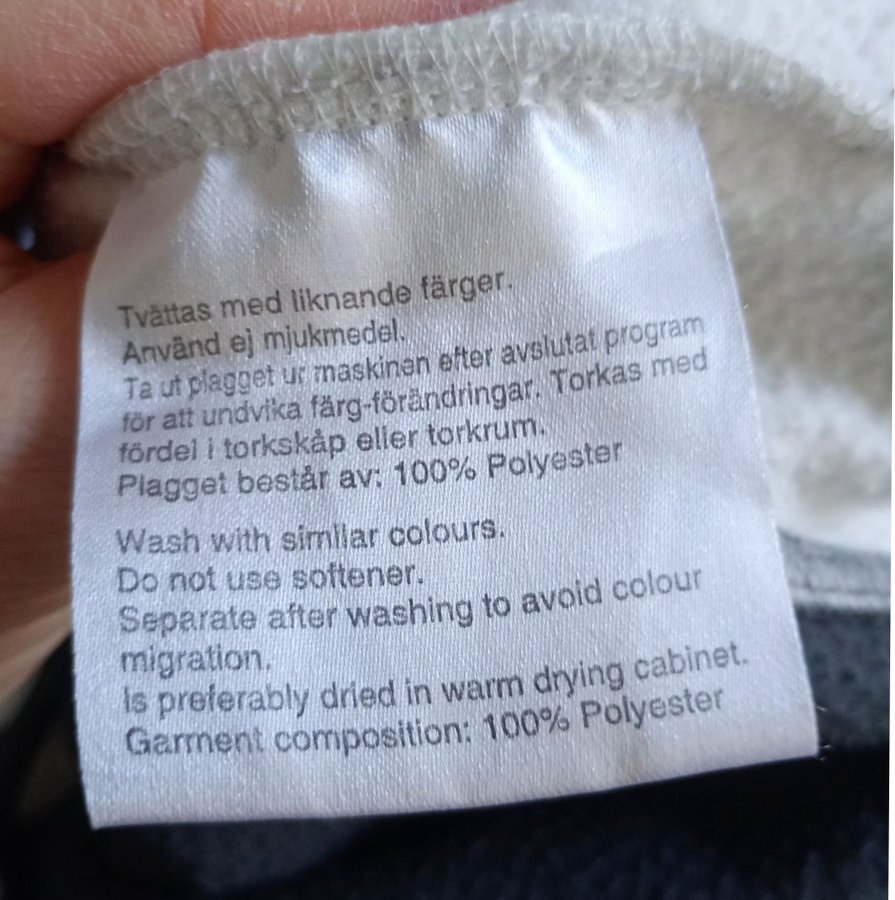 Tvättas med liknande färger.
Använd ej mjukmedel.
Ta ut plagget ur maskinen efter avslutat program
för att undvika färg-förändringar. Torkas med
fördel i torkskåp eller torkrum.
Plagget består av: 100% Polyester
Wash with similar colours.
Do not use softener.
Separate after washing to avoid colour
migration.
Is preferably dried in warm drying cabinet.
Garment composition: 100% Polyester